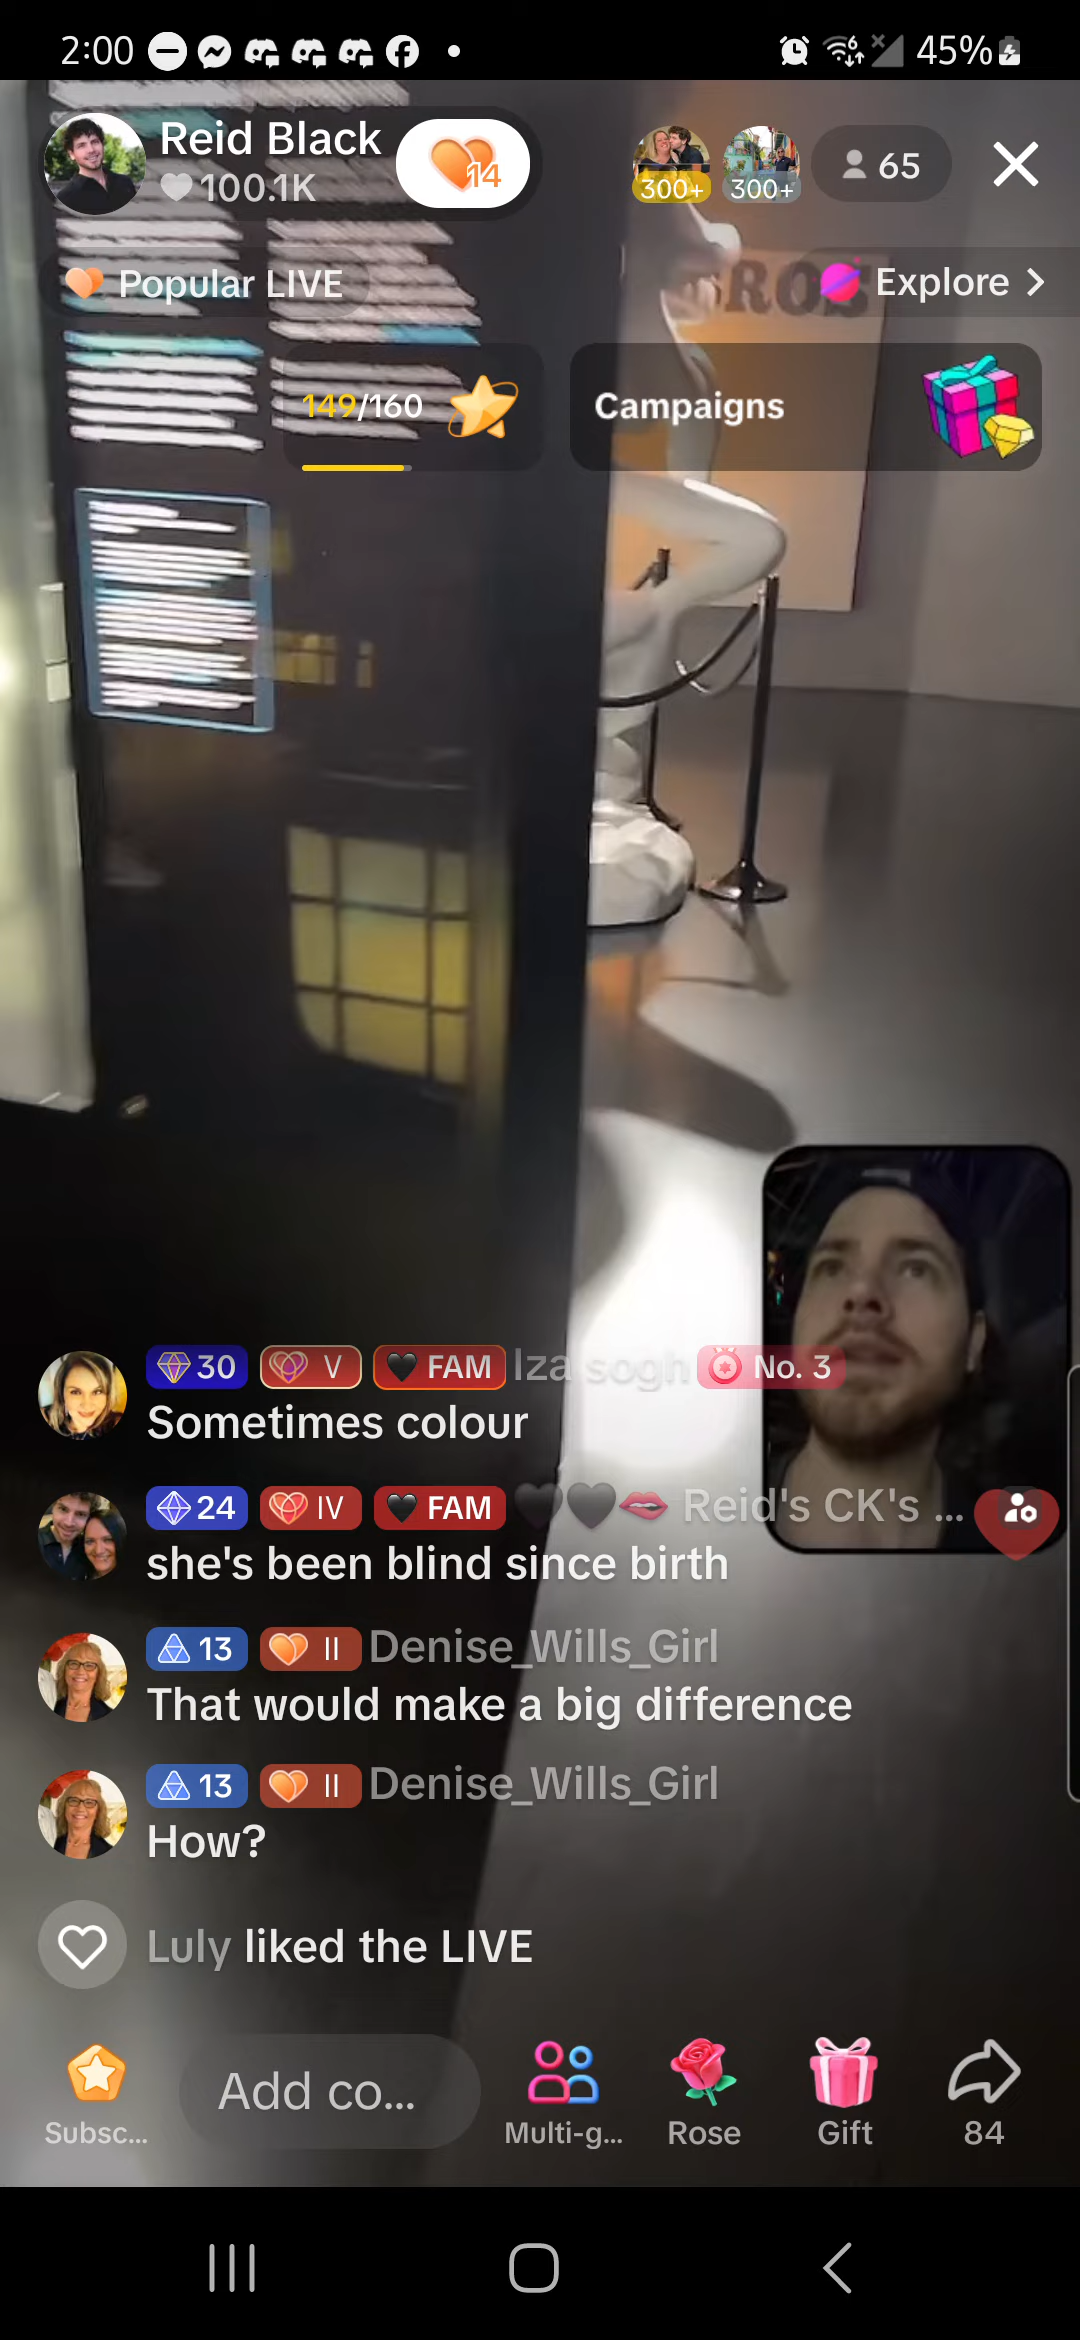 2:00
45%
Reid Black
100.1K
14
300+
300+
65
Popular LIVE
Explore
149/160
Campaigns
30 V FAM Iza sogh No. 3
Sometimes colour
24 IV FAM 🖤🖤💋 Reid's CK's ...
she's been blind since birth
13 II Denise_Wills_Girl
That would make a big difference
13 II Denise_Wills_Girl
How?
Luly liked the LIVE
Add co...
Subsc...
Multi-g...
Rose
Gift
84